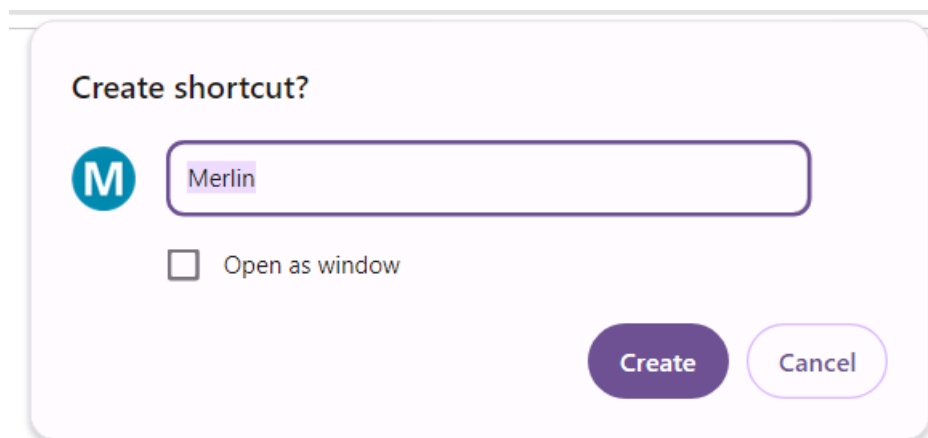 Create shortcut?
M
Merlin
Open as window
Create
Cancel